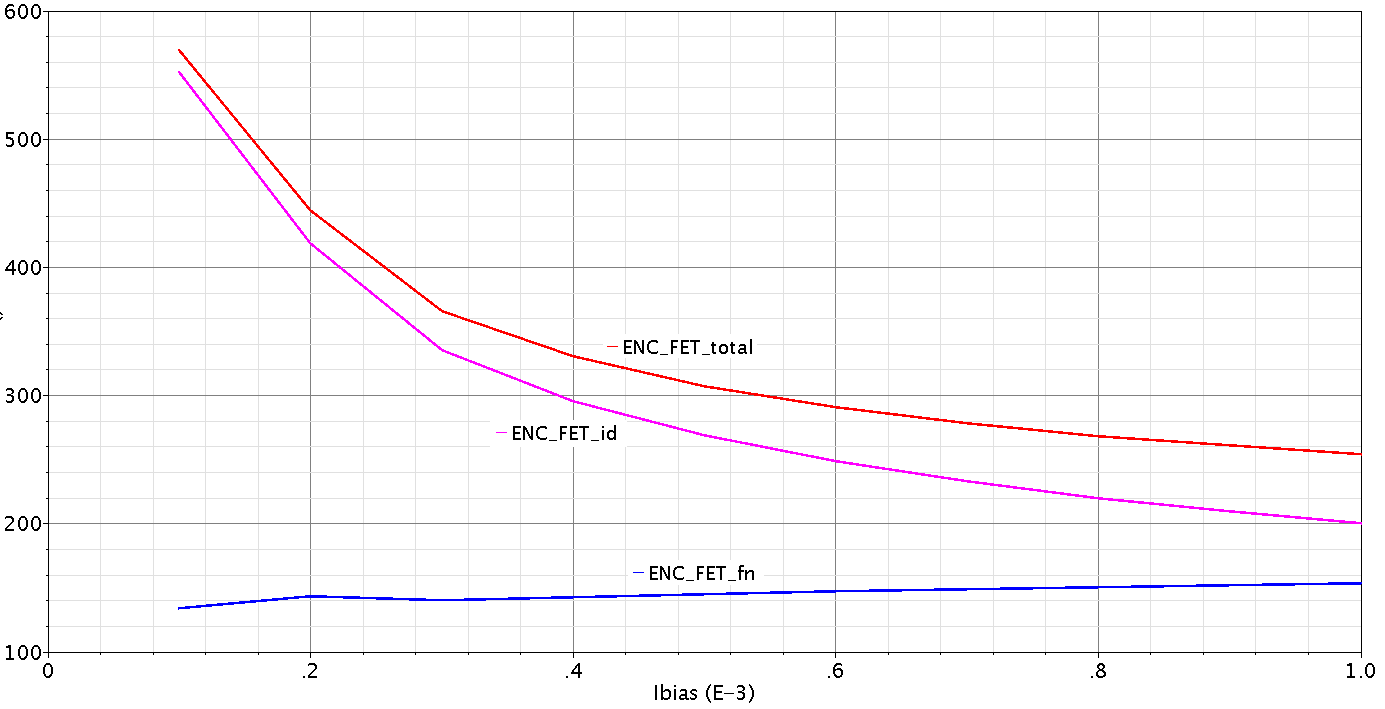 600
500
400
300
200
100
ENC_FET_total
ENC_FET_id
ENC_FET_fn
0 .2 .4 .6 .8 1.0
Ibias (E-3)